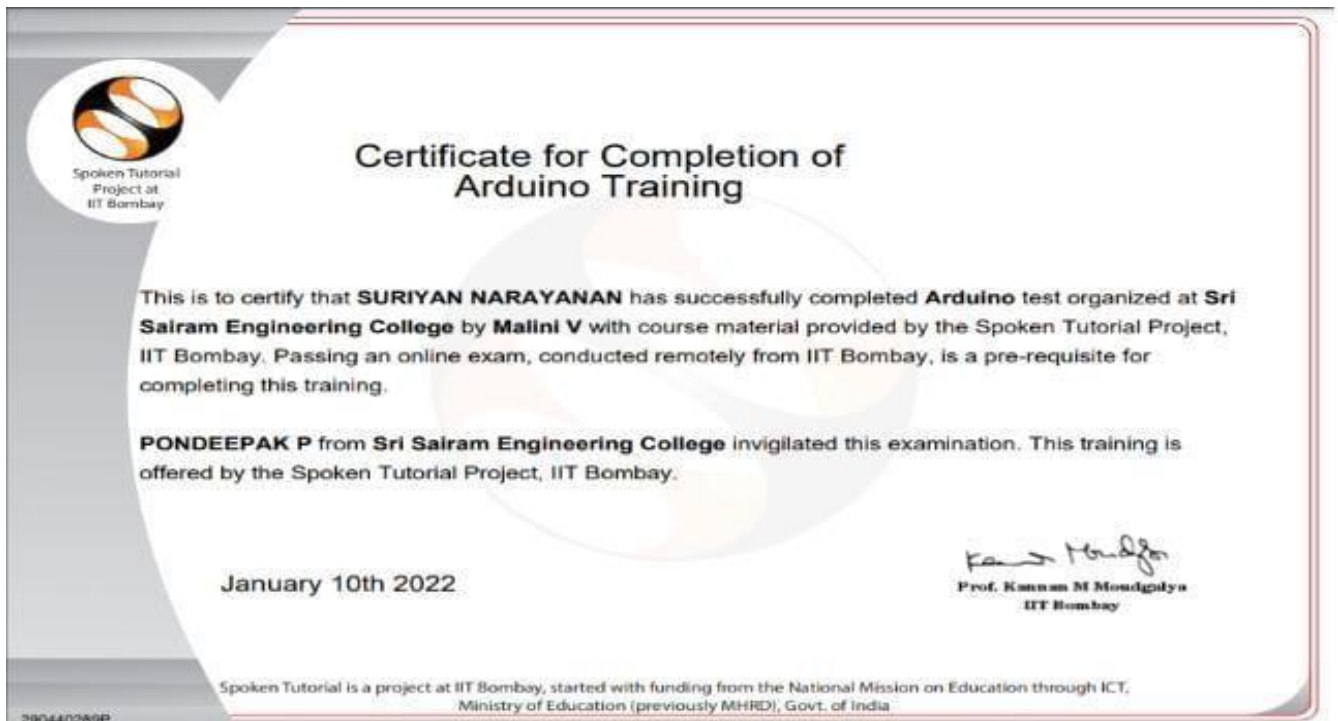 Spoken Tutorial
Project at
IIT Bombay
Certificate for Completion of
Arduino Training
This is to certify that SURIYAN NARAYANAN has successfully completed Arduino test organized at Sri
Sairam Engineering College by Malini V with course material provided by the Spoken Tutorial Project,
IIT Bombay. Passing an online exam, conducted remotely from IIT Bombay, is a pre-requisite for
completing this training.
PONDEEPAK P from Sri Sairam Engineering College invigilated this examination. This training is
offered by the Spoken Tutorial Project, IIT Bombay.
January 10th 2022
Prof. Kannan M Moudgalya
IIT Bombay
Spoken Tutorial is a project at IIT Bombay, started with funding from the National Mission on Education through ICT,
Ministry of Education (previously MHRD), Govt. of India